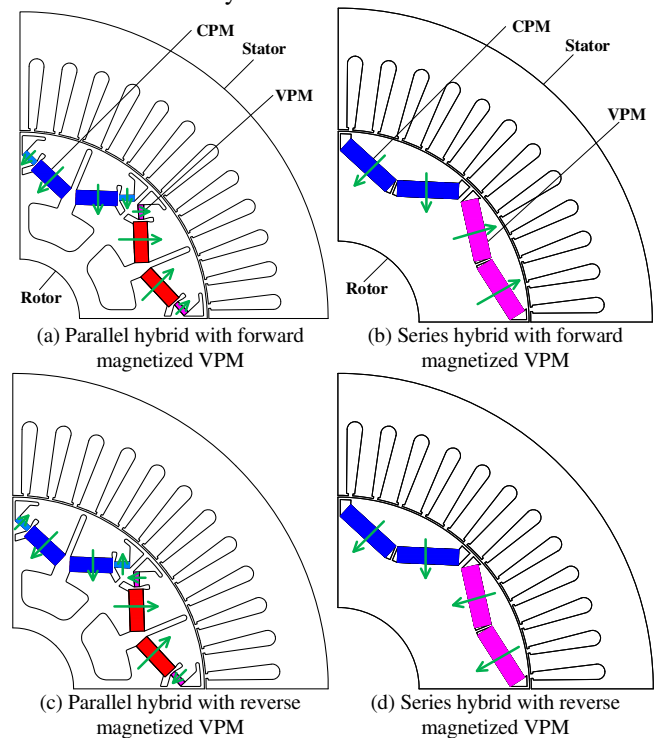 CPM
Stator
VPM
Rotor
(a) Parallel hybrid with forward
magnetized VPM
CPM
Stator
VPM
Rotor
(b) Series hybrid with forward
magnetized VPM
(c) Parallel hybrid with reverse
magnetized VPM
(d) Series hybrid with reverse
magnetized VPM